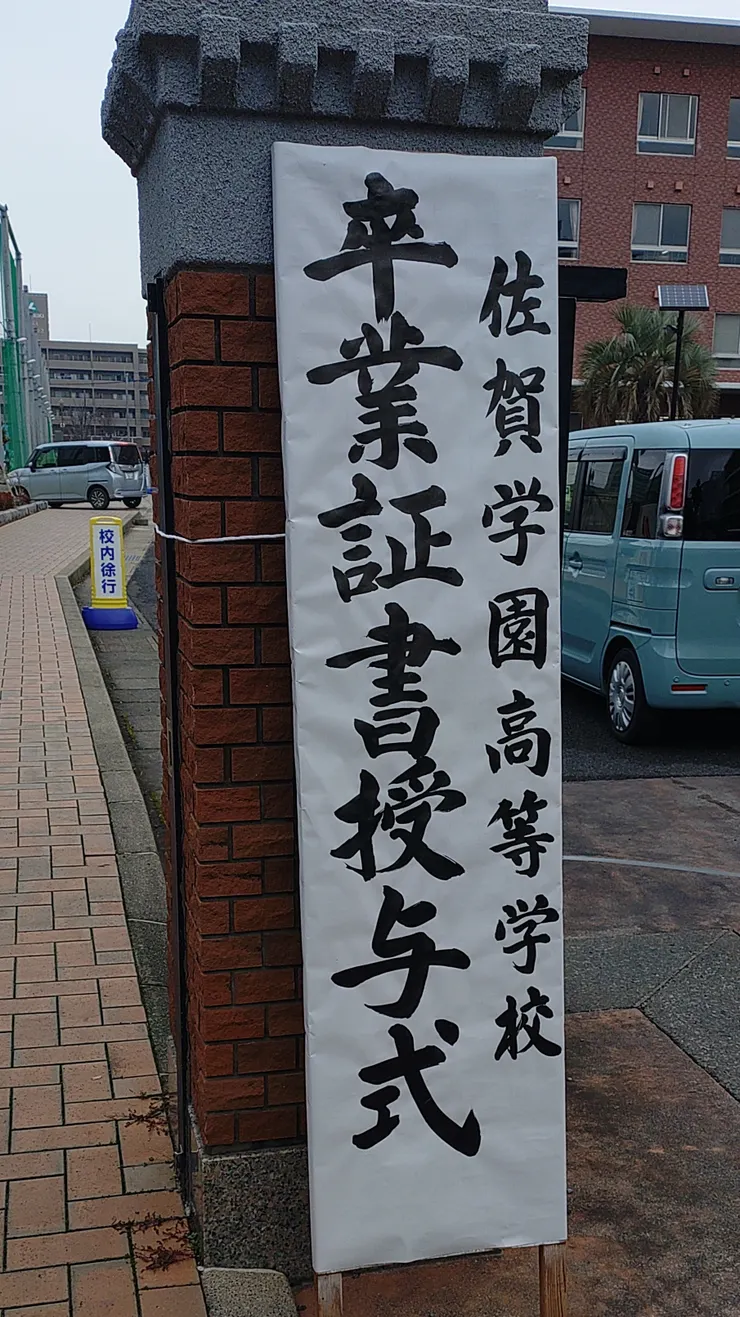 佐賀学園高等学校
卒業証書授与式
校内徐行